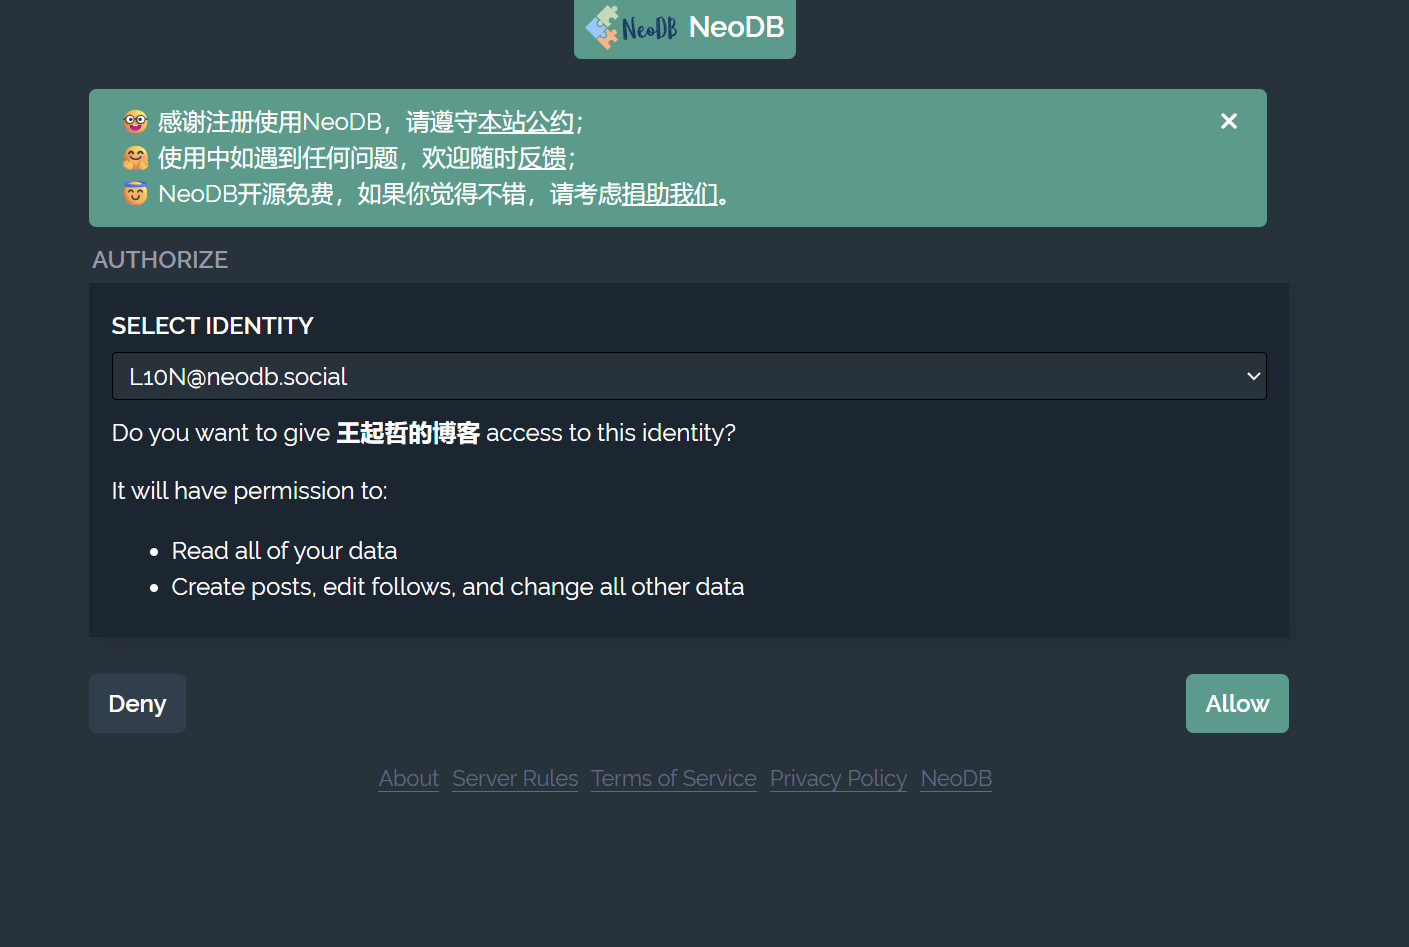 NeoDB NeoDB
🤓 感谢注册使用NeoDB，请遵守本站公约；
🤗 使用中如遇到任何问题，欢迎随时反馈；
😇 NeoDB开源免费，如果你觉得不错，请考虑捐助我们。
AUTHORIZE
SELECT IDENTITY
L10N@neodb.social
Do you want to give 王起哲的博客 access to this identity?
It will have permission to:
• Read all of your data
• Create posts, edit follows, and change all other data
Deny
Allow
About Server Rules Terms of Service Privacy Policy NeoDB